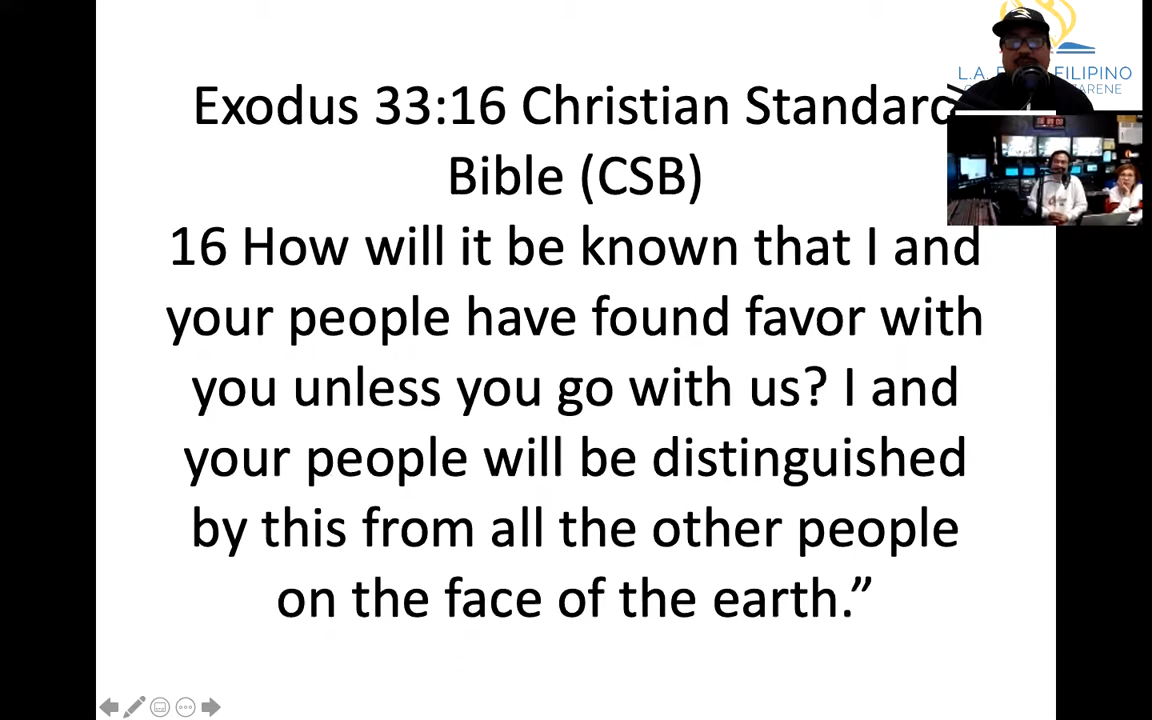 Exodus 33:16 Christian Standard
Bible (CSB)
16 How will it be known that I and
your people have found favor with
you unless you go with us? I and
your people will be distinguished
by this from all the other people
on the face of the earth.”
L.A. FILIPINO